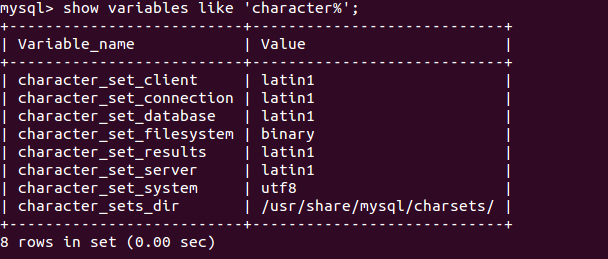 mysql> show variables like 'character%';
+--------------------------+----------------------------+
| Variable_name            | Value                      |
+--------------------------+----------------------------+
| character_set_client     | latin1                     |
| character_set_connection | latin1                     |
| character_set_database   | latin1                     |
| character_set_filesystem | binary                     |
| character_set_results    | latin1                     |
| character_set_server     | latin1                     |
| character_set_system     | utf8                       |
| character_sets_dir       | /usr/share/mysql/charsets/ |
+--------------------------+----------------------------+
8 rows in set (0.00 sec)